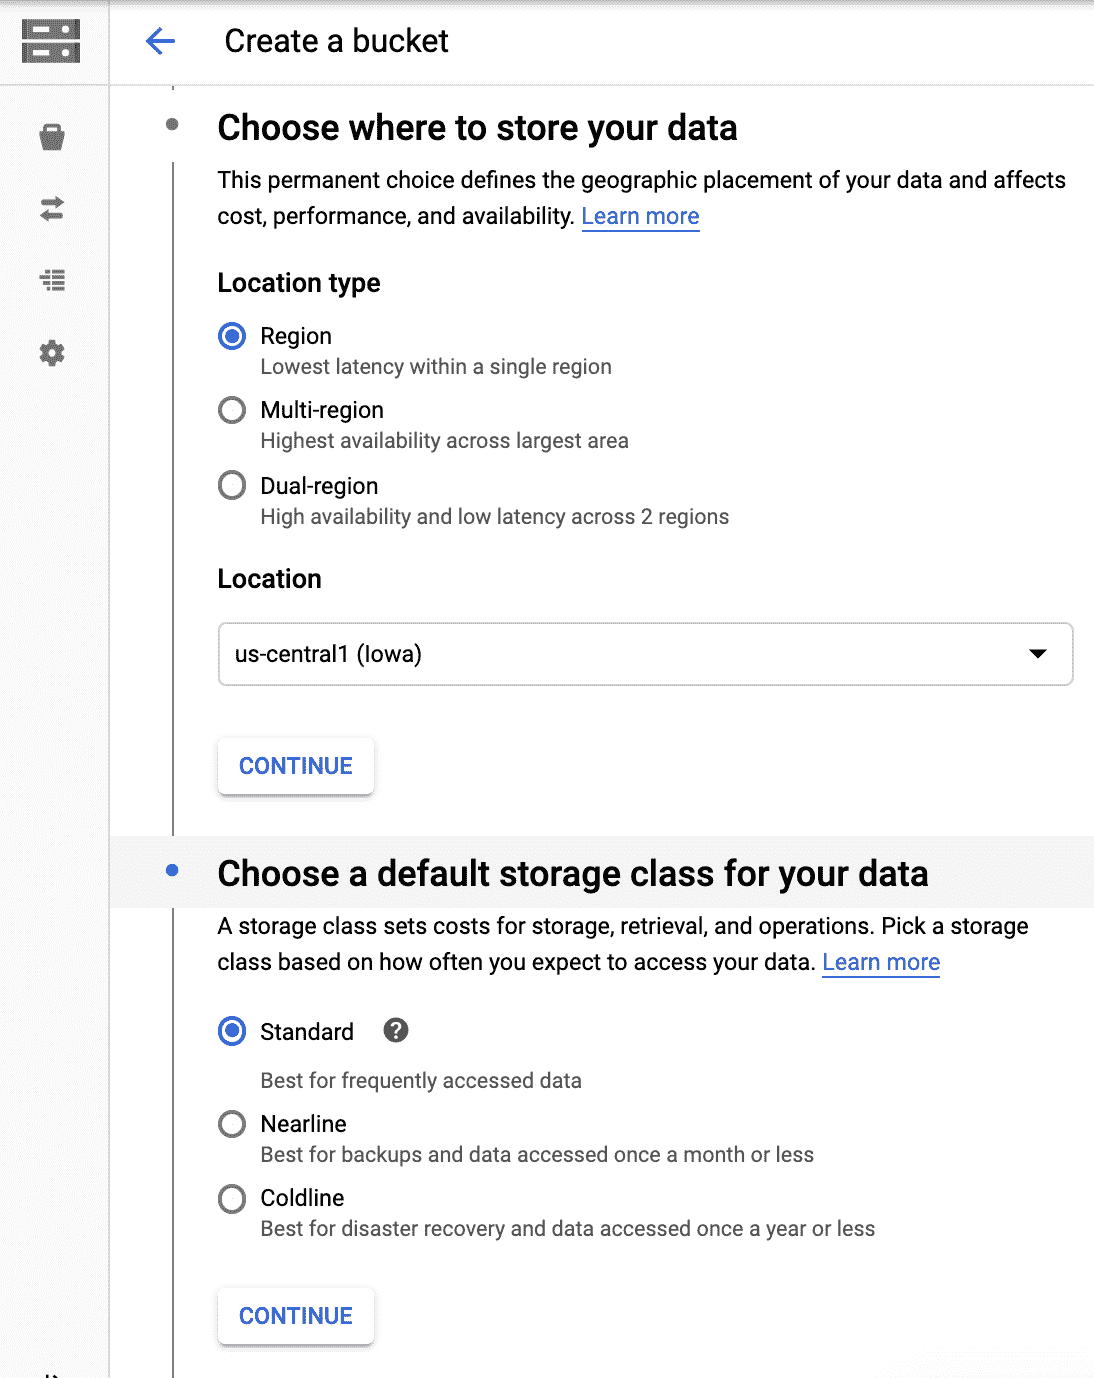 Create a bucket
Choose where to store your data
This permanent choice defines the geographic placement of your data and affects
cost, performance, and availability. Learn more
Location type
Region
Lowest latency within a single region
Multi-region
Highest availability across largest area
Dual-region
High availability and low latency across 2 regions
Location
us-central1 (Iowa)
CONTINUE
Choose a default storage class for your data
A storage class sets costs for storage, retrieval, and operations. Pick a storage
class based on how often you expect to access your data. Learn more
Standard
Best for frequently accessed data
Nearline
Best for backups and data accessed once a month or less
Coldline
Best for disaster recovery and data accessed once a year or less
CONTINUE